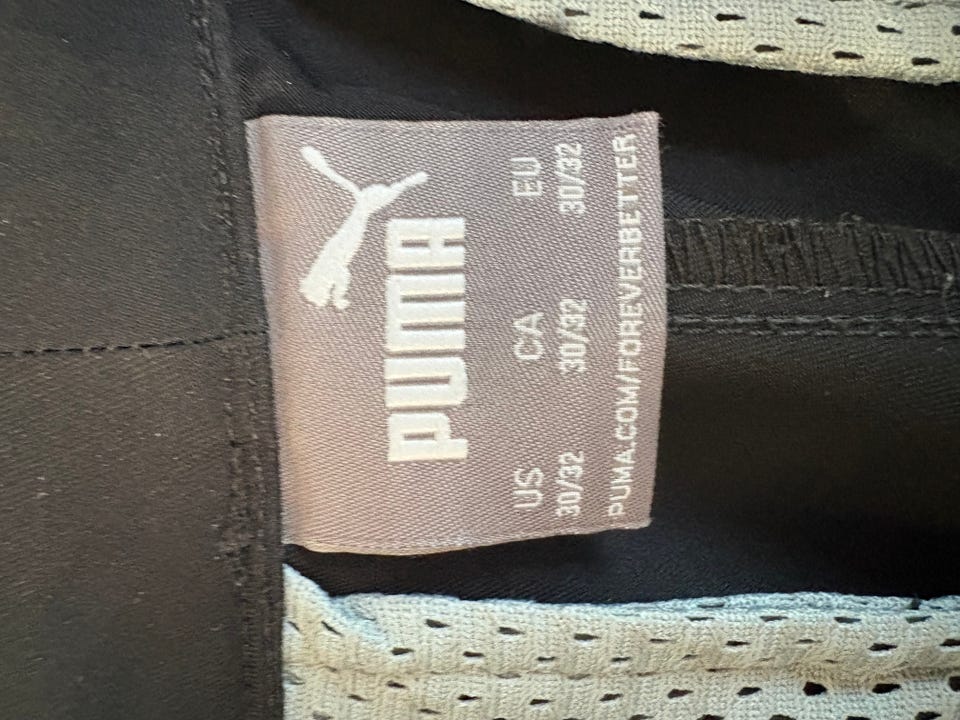 PUMA
US CA EU
30/32 30/32 30/32
PUMA.COM/FOREVERBETTER